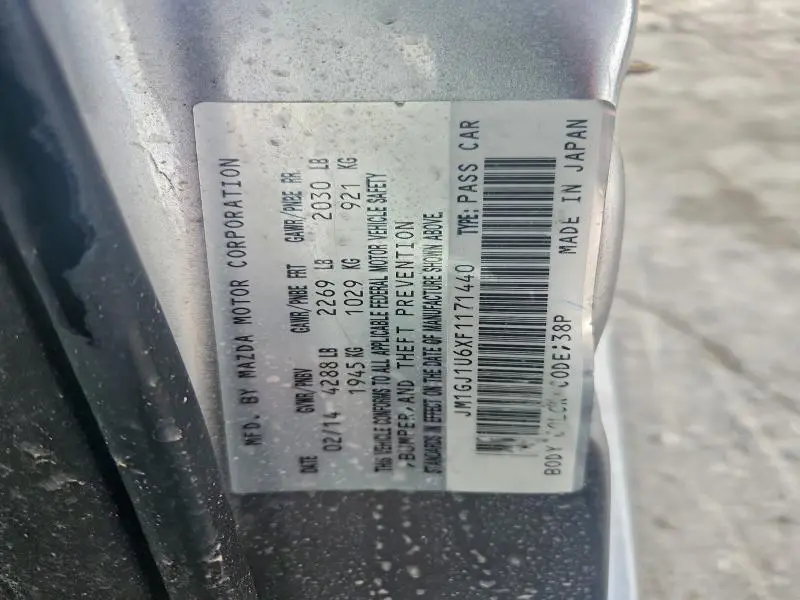 MFD. BY MAZDA MOTOR CORPORATION
DATE GVWR/PNBV GAWR/PNBE FRT GAWR/PNBE RR
02/14 4288 LB 2269 LB 2030 LB
1945 KG 1029 KG 921 KG
THIS VEHICLE CONFORMS TO ALL APPLICABLE FEDERAL MOTOR VEHICLE SAFETY
,BUMPER,AND THEFT PREVENTION
STANDARDS IN EFFECT ON THE DATE OF MANUFACTURE SHOWN ABOVE.
JM1GJ1U6XF1171440 TYPE: PASS CAR
BODY COLOR CODE;38P MADE IN JAPAN